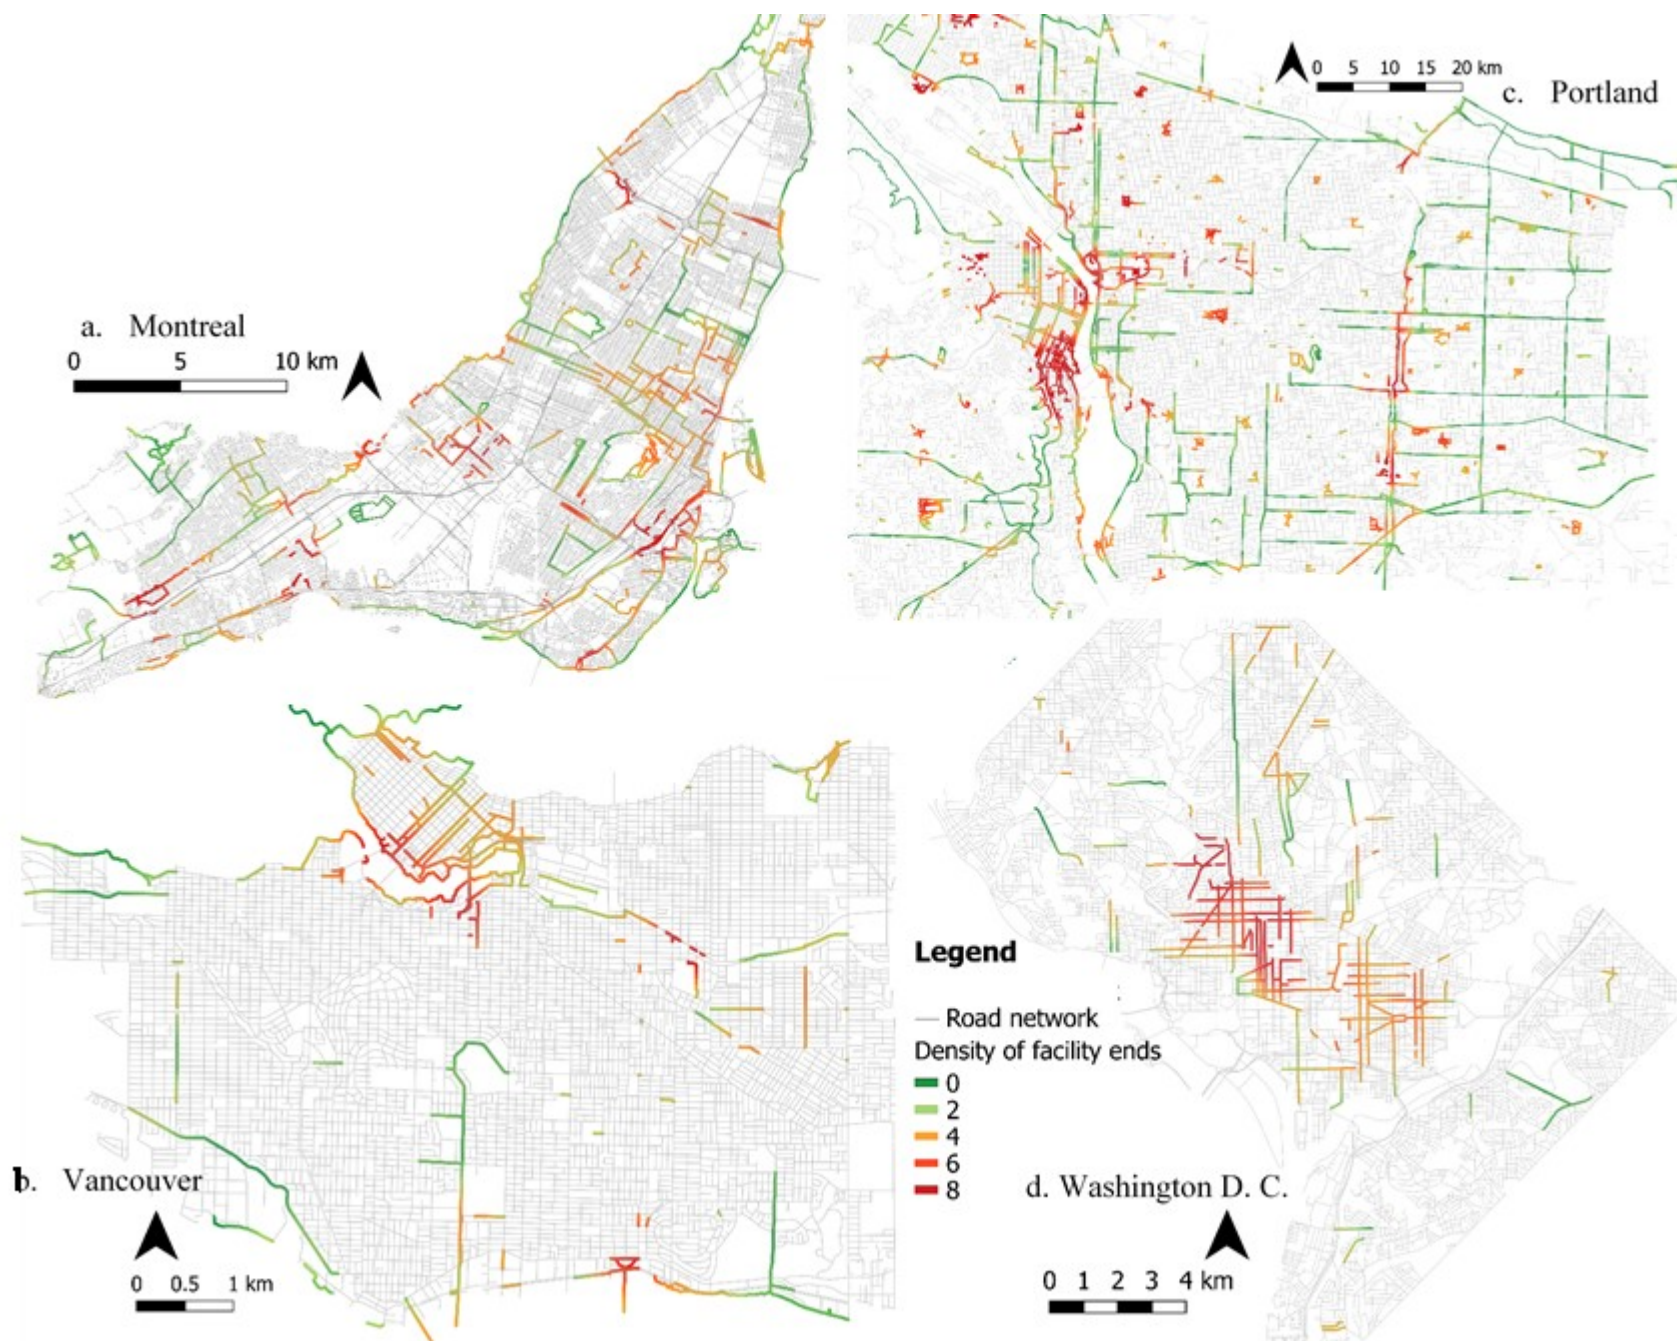 a. Montreal
0 5 10 km
0 5 10 15 20 km
c. Portland
b. Vancouver
0 0.5 1 km
Legend
Road network
Density of facility ends
0
2
4
6
8
d. Washington D. C.
0 1 2 3 4 km